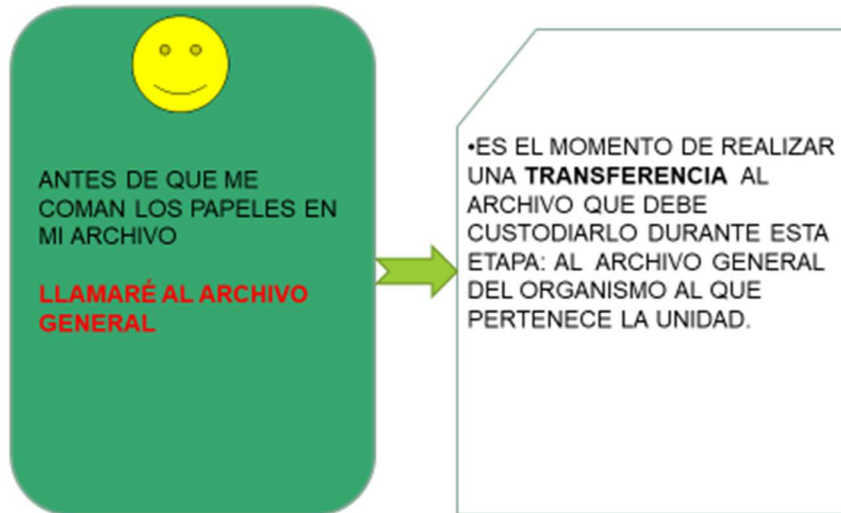 ANTES DE QUE ME
COMAN LOS PAPELES EN
MI ARCHIVO
LLAMARÉ AL ARCHIVO
GENERAL
•ES EL MOMENTO DE REALIZAR
UNA TRANSFERENCIA AL
ARCHIVO QUE DEBE
CUSTODIARLO DURANTE ESTA
ETAPA: AL ARCHIVO GENERAL
DEL ORGANISMO AL QUE
PERTENECE LA UNIDAD.